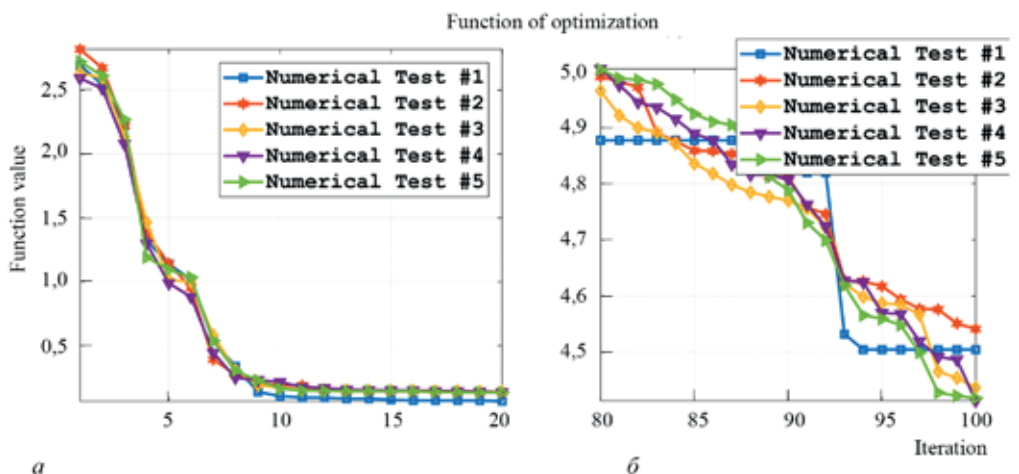 Function of optimization
Function value
2,5
2,0
1,5
1,0
0,5
5
10
15
20
Numerical Test #1
Numerical Test #2
Numerical Test #3
Numerical Test #4
Numerical Test #5
а
5,0
4,9
4,8
4,7
4,6
4,5
80
85
90
95
100
Numerical Test #1
Numerical Test #2
Numerical Test #3
Numerical Test #4
Numerical Test #5
Iteration
б